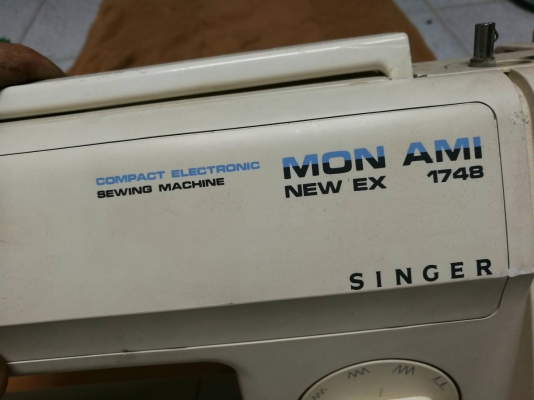 COMPACT ELECTRONIC
SEWING MACHINE
MON AMI
NEW EX 1748
SINGER